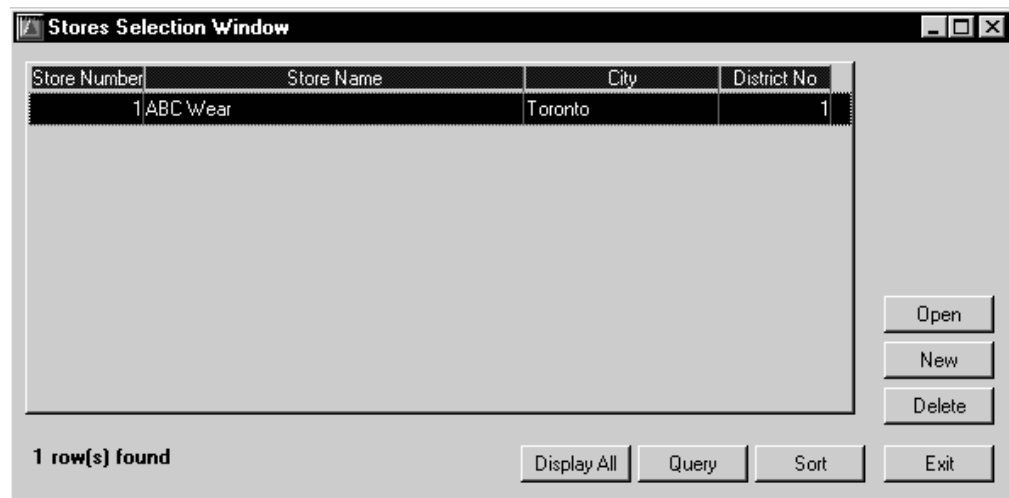 Stores Selection Window
Store Number Store Name City District No
1 ABC Wear Toronto 1
Open
New
Delete
1 row(s) found
Display All Query Sort Exit